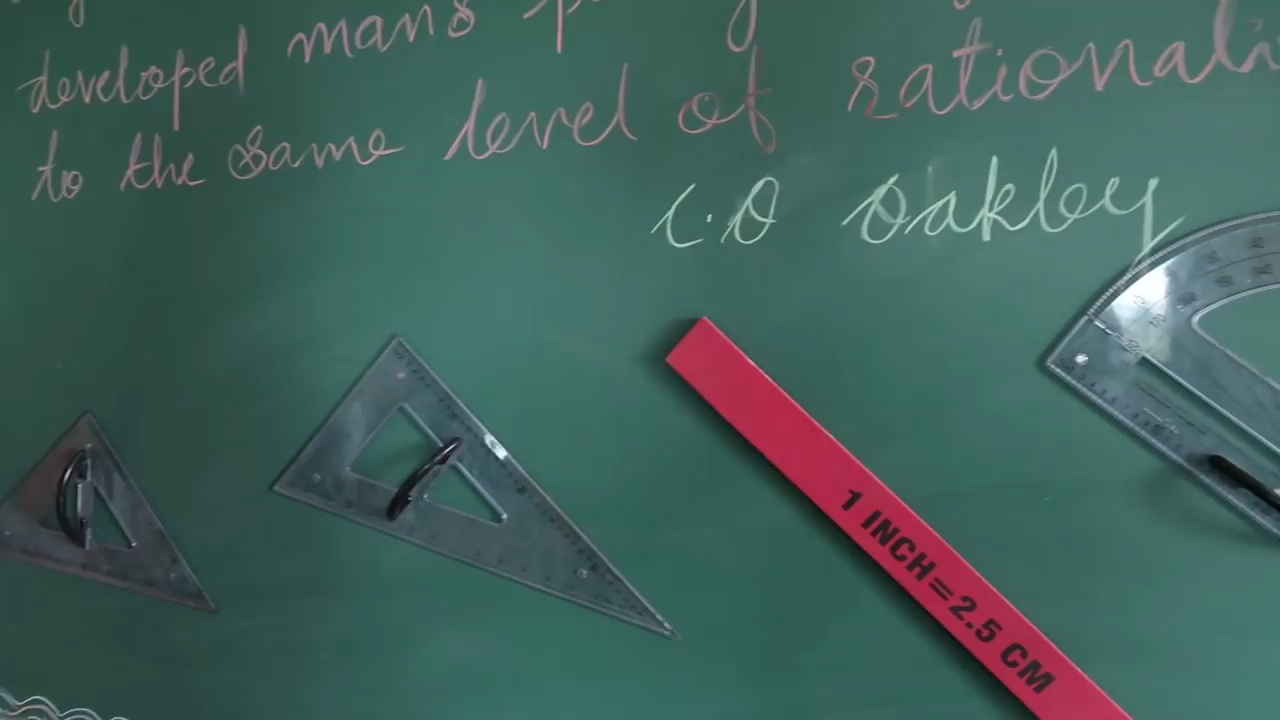 developed mans
to the same level of rationali
C.O Oakley
1 INCH=2.5 CM